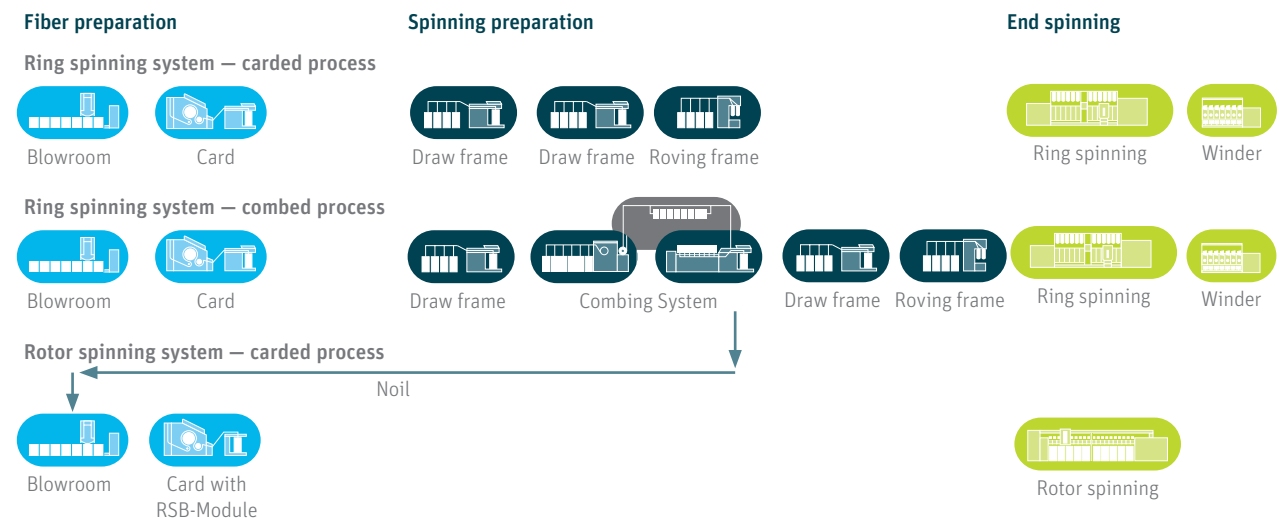 Fiber preparation
Spinning preparation
End spinning
Ring spinning system — carded process
Blowroom
Card
Draw frame
Draw frame
Roving frame
Ring spinning
Winder
Ring spinning system — combed process
Blowroom
Card
Draw frame
Combing System
Draw frame
Roving frame
Ring spinning
Winder
Rotor spinning system — carded process
Noil
Blowroom
Card with
RSB-Module
Rotor spinning